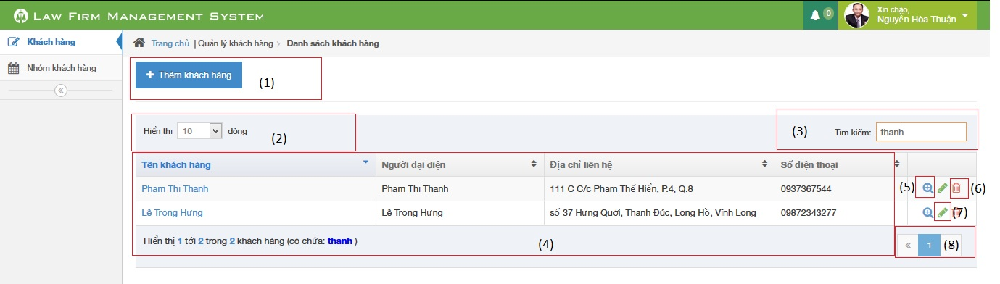 LAW FIRM MANAGEMENT SYSTEM
0
Xin chào,
Nguyễn Hòa Thuận
Khách hàng
Nhóm khách hàng
Trang chủ | Quản lý khách hàng > Danh sách khách hàng
+ Thêm khách hàng (1)
Hiển thị 10 dòng (2)
(3) Tìm kiếm: thanh
Tên khách hàng Người đại diện Địa chỉ liên hệ Số điện thoại
Phạm Thị Thanh Phạm Thị Thanh 111 C C/c Phạm Thế Hiển, P.4, Q.8 0937367544 (5) (6)
Lê Trọng Hưng Lê Trọng Hưng số 37 Hưng Quới, Thanh Đúc, Long Hồ, Vĩnh Long 09872343277 (7)
Hiển thị 1 tới 2 trong 2 khách hàng (có chứa: thanh ) (4) « 1 (8)